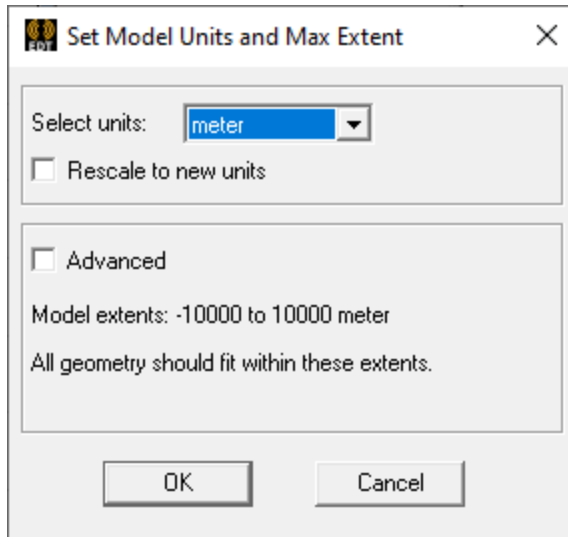 EDT Set Model Units and Max Extent
Select units: meter
Rescale to new units
Advanced
Model extents: -10000 to 10000 meter
All geometry should fit within these extents.
OK Cancel